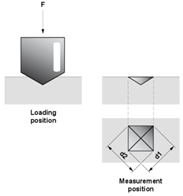 F
Loading
position
d2
d1
Measurement
position